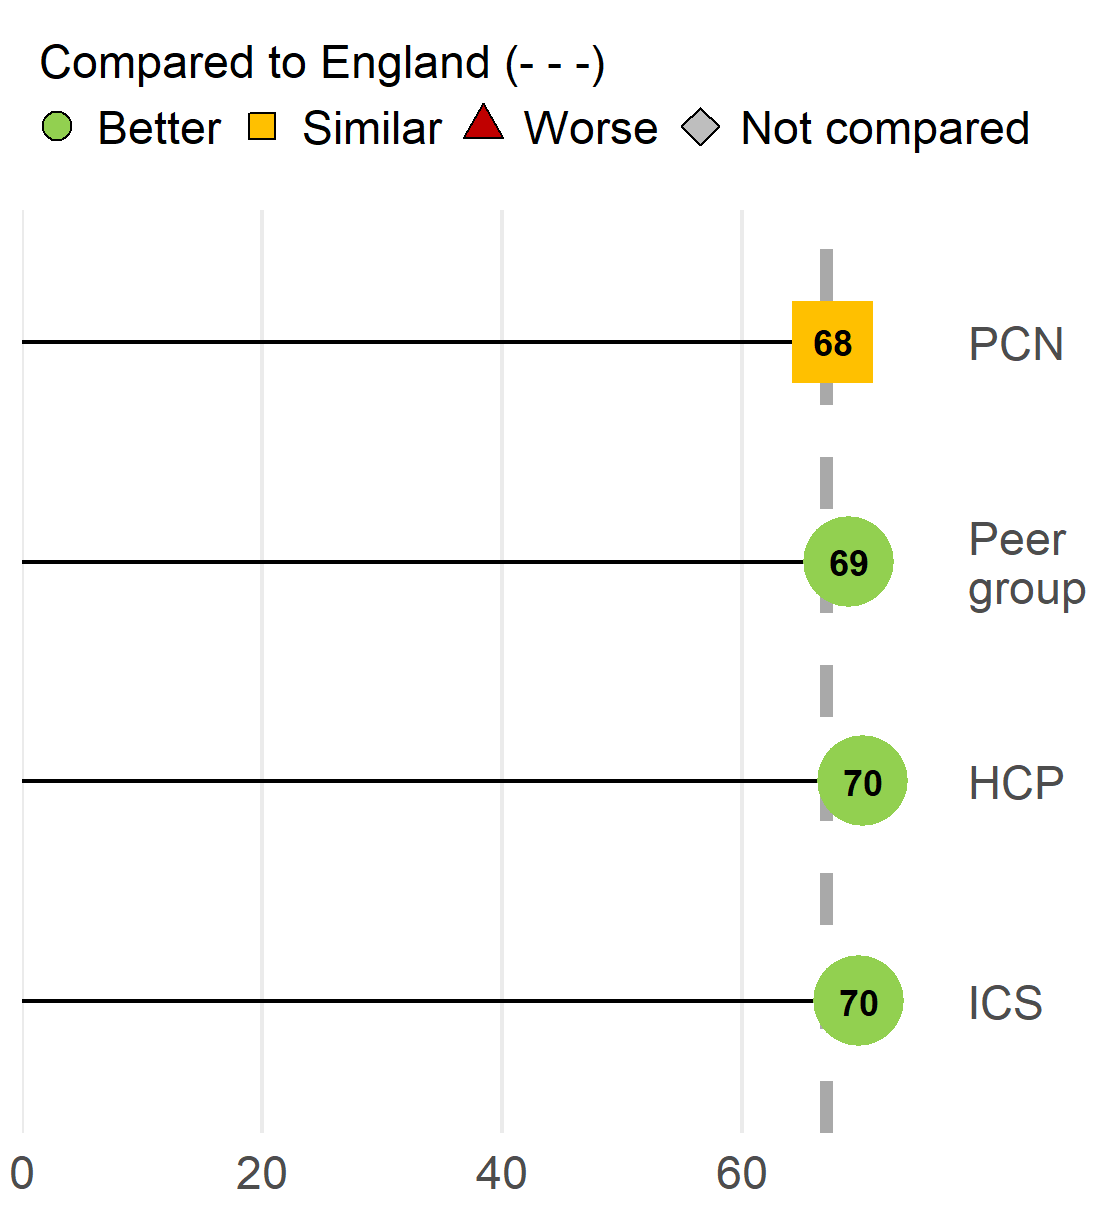 Compared to England (- - -)
Better Similar Worse Not compared
68 PCN
69 Peer
group
70 HCP
70 ICS
0 20 40 60